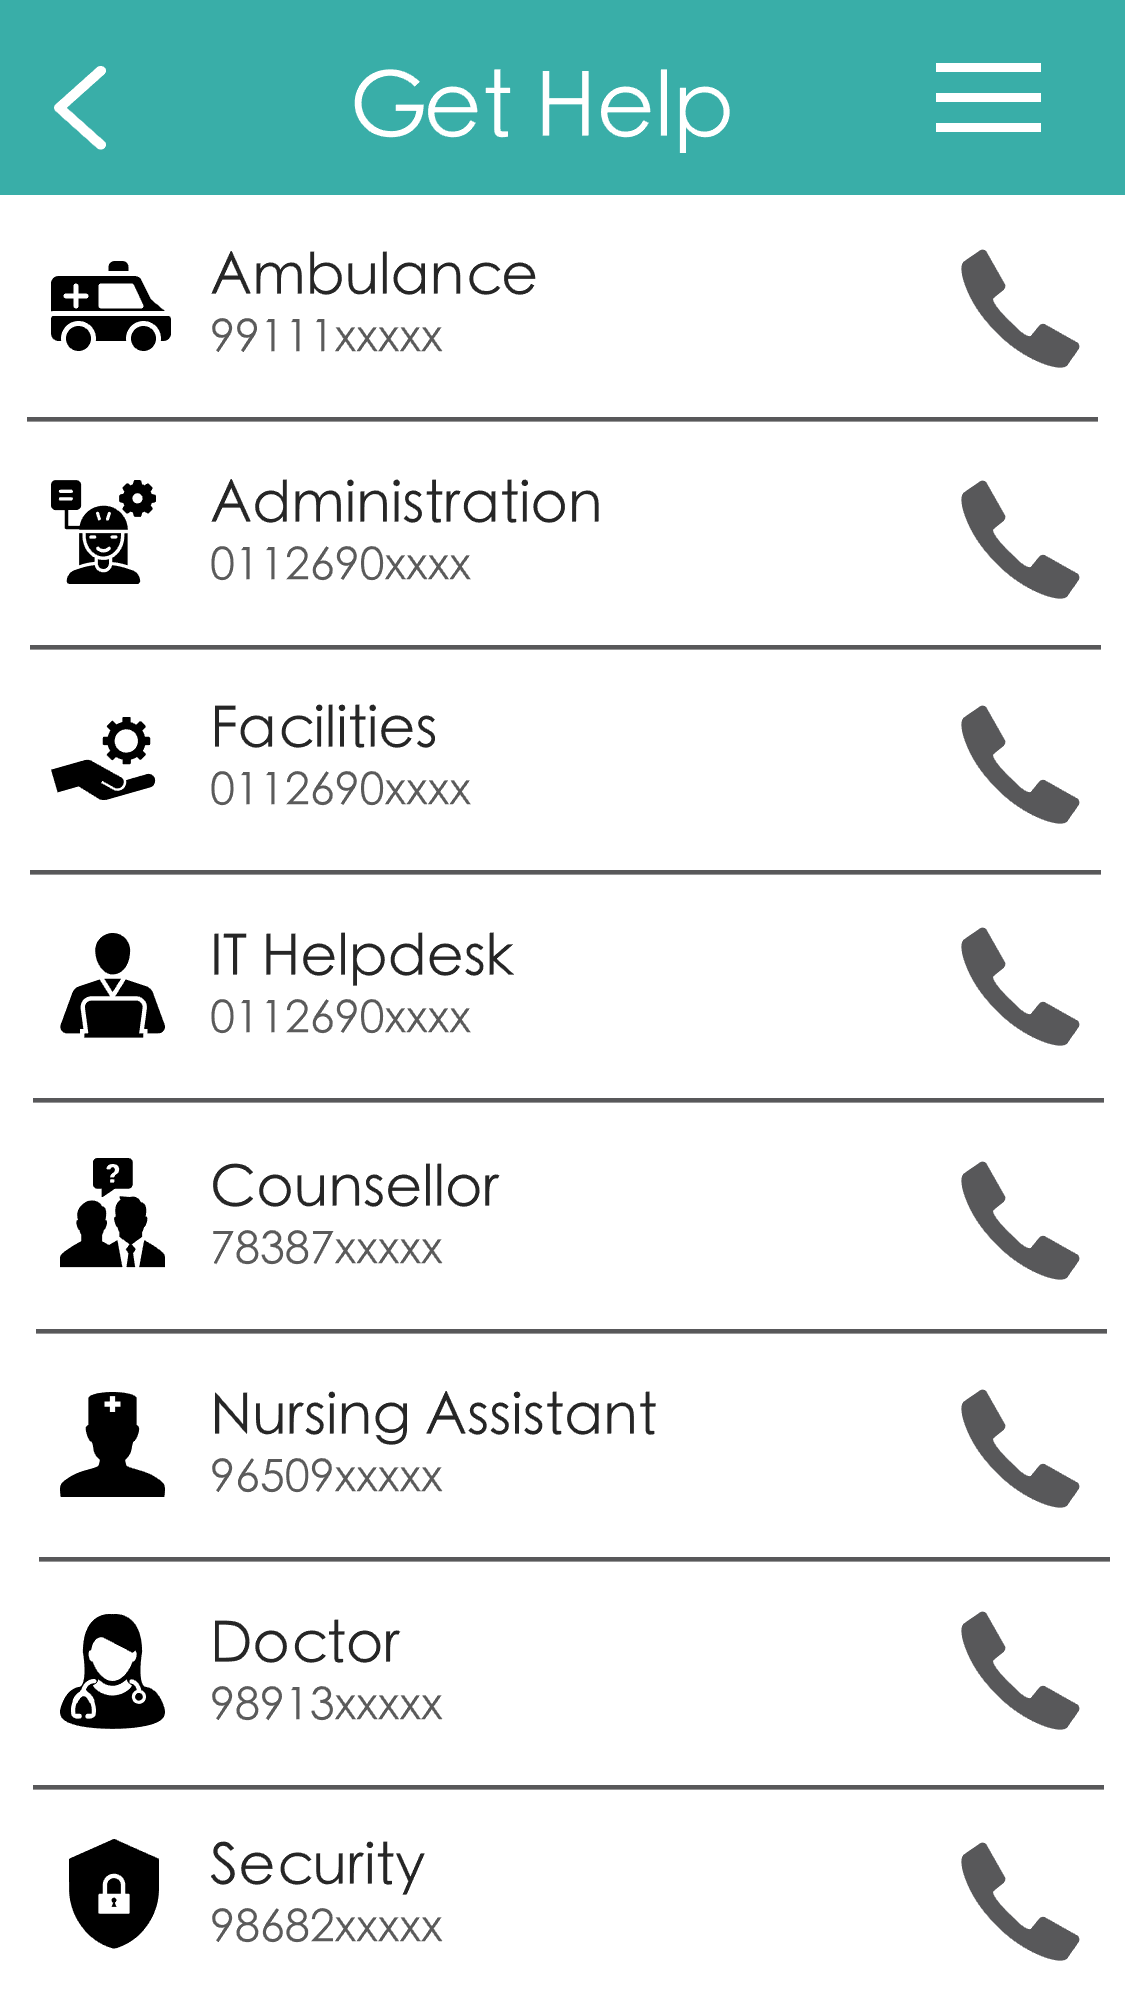 Get Help
Ambulance
99111xxxxx
Administration
0112690xxxx
Facilities
0112690xxxx
IT Helpdesk
0112690xxxx
?
Counsellor
78387xxxxx
Nursing Assistant
96509xxxxx
Doctor
98913xxxxx
Security
98682xxxxx